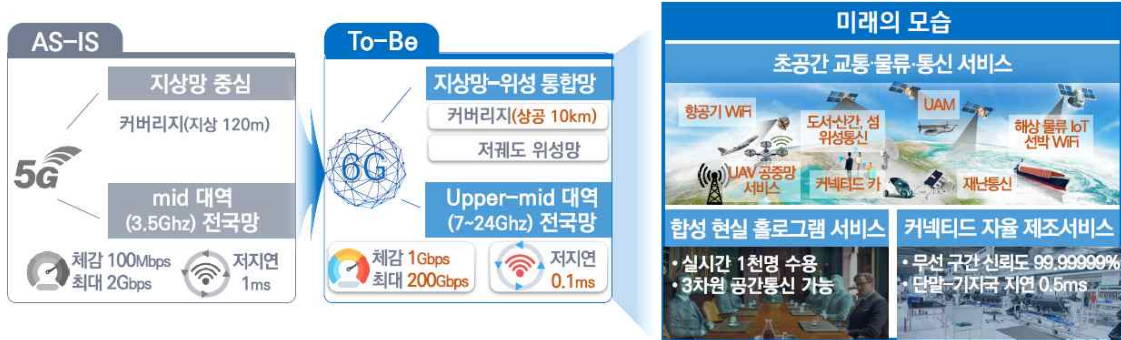 AS-IS
지상망 중심
커버리지(지상 120m)
5G
mid 대역
(3.5Ghz) 전국망
체감 100Mbps
최대 2Gbps
저지연
1ms
To-Be
지상망-위성 통합망
커버리지(상공 10km)
저궤도 위성망
6G
Upper-mid 대역
(7~24Ghz) 전국망
체감 1Gbps
최대 200Gbps
저지연
0.1ms
미래의 모습
초공간 교통·물류·통신 서비스
항공기 WiFi
도서-산간, 섬
위성통신
UAM
해상 물류 IoT
선박 WiFi
UAV 공중망
서비스
커넥티드 카
재난통신
합성 현실 홀로그램 서비스
• 실시간 1천명 수용
• 3차원 공간통신 가능
커넥티드 자율 제조서비스
• 무선 구간 신뢰도 99.99999%
• 단말-기지국 지연 0.5ms